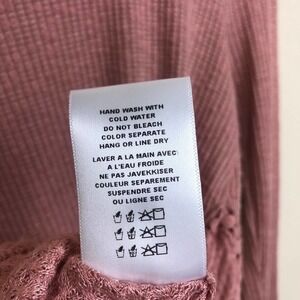 HAND WASH WITH
COLD WATER
DO NOT BLEACH
COLOR SEPARATE
HANG OR LINE DRY
LAVER A LA MAIN AVEC
A L'EAU FROIDE
NE PAS JAVEKKISER
COULEUR SEPAREMENT
SUSPENDRE SEC
OU LIGNE SEC